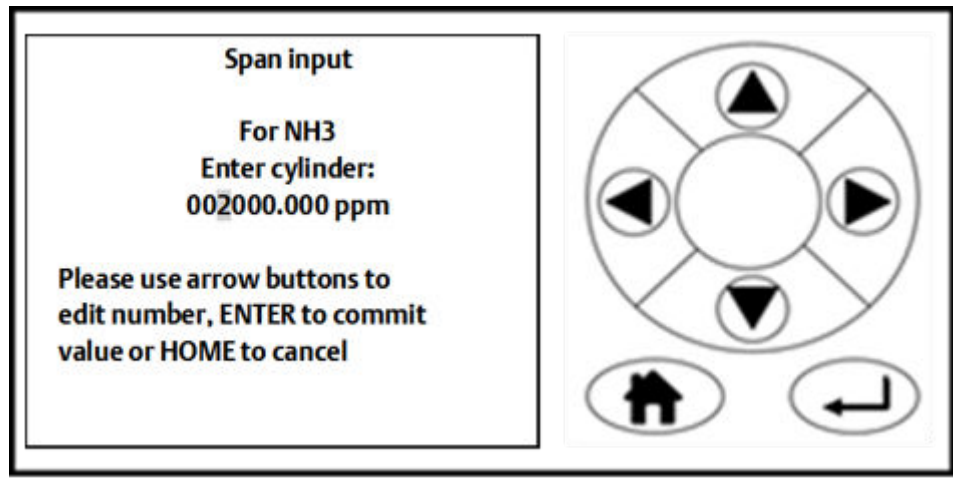 Span input
For NH3
Enter cylinder:
002000.000 ppm
Please use arrow buttons to
edit number, ENTER to commit
value or HOME to cancel